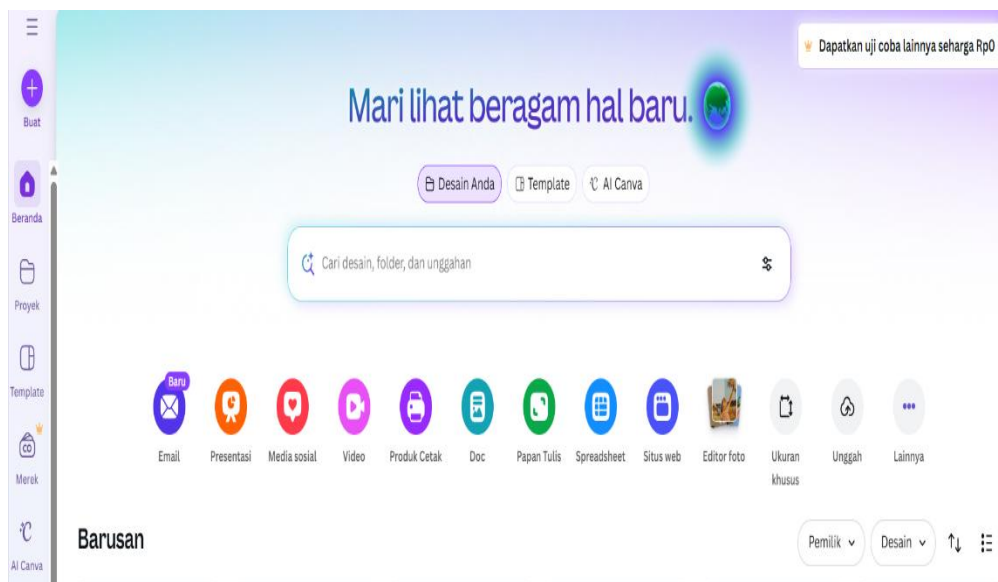 Dapatkan uji coba lainnya seharga Rp0
Buat
Mari lihat beragam hal baru.
Desain Anda
Template
AI Canva
Beranda
Cari desain, folder, dan unggahan
Proyek
Template
Baru
Email
Presentasi
Media sosial
Video
Produk Cetak
Doc
Papan Tulis
Spreadsheet
Situs web
Editor foto
Ukuran
khusus
Unggah
Lainnya
CO
Merek
AI Canva
Barusan
Pemilik
Desain